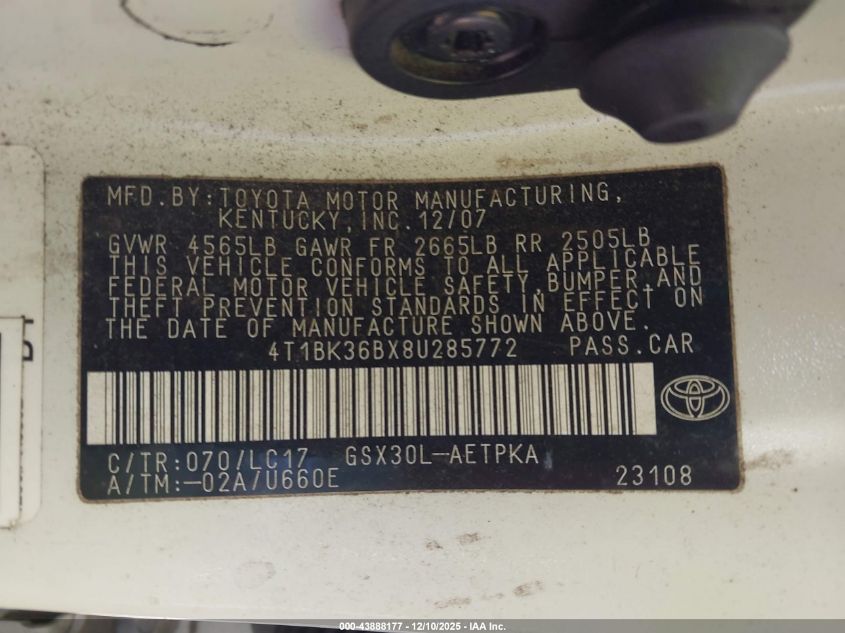 MFD.BY:TOYOTA MOTOR MANUFACTURING,
KENTUCKY,INC.12/07
GVWR 4565LB GAWR FR 2665LB RR 2505LB
THIS VEHICLE CONFORMS TO ALL APPLICABLE
FEDERAL MOTOR VEHICLE SAFETY,BUMPER,AND
THEFT PREVENTION STANDARDS IN EFFECT ON
THE DATE OF MANUFACTURE SHOWN ABOVE.
4T1BK36BX8U285772 PASS.CAR
C/TR:070/LC17 GSX30L-AETPKA
A/TM:-02A/U660E 23108
000-43888177 - 12/10/2025 - IAA Inc.